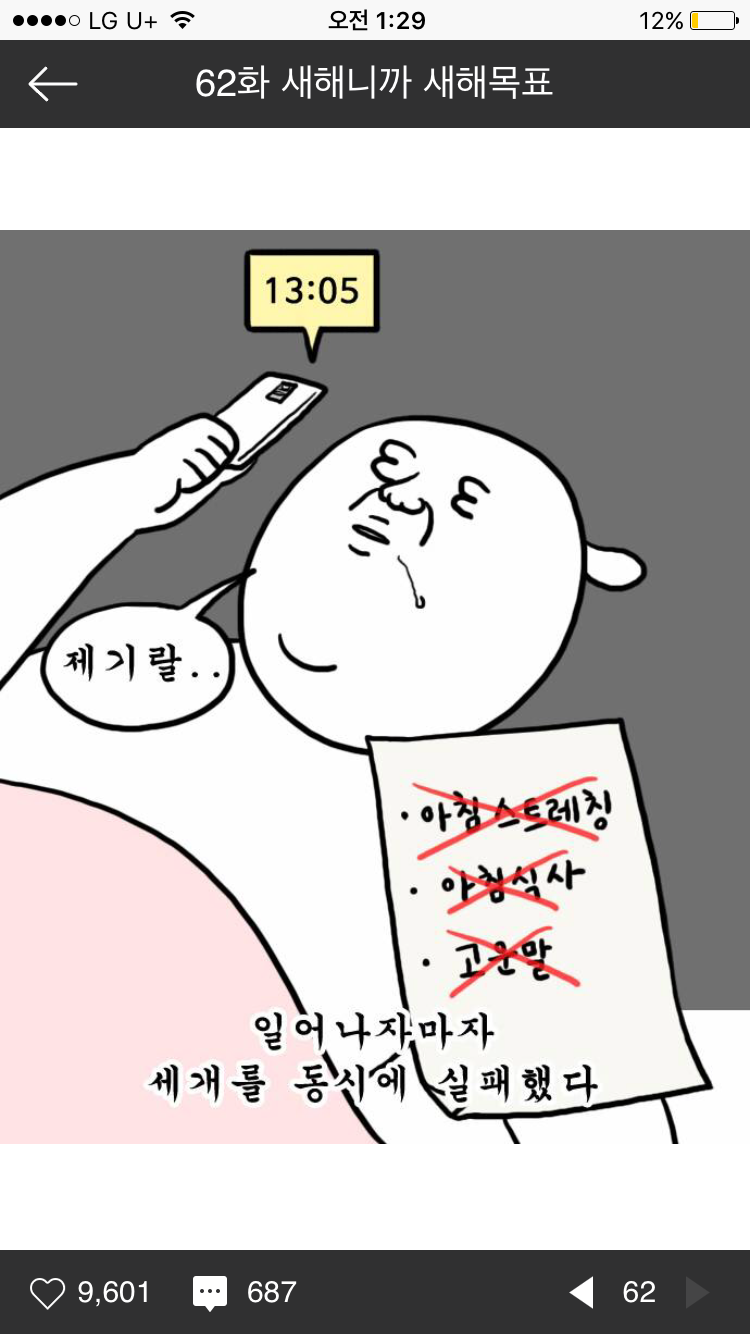 LG U+ 오전 1:29 12%
62화 새해니까 새해목표
13:05
제기랄..
· 아침 스트레칭
· 아침식사
· 고운말
일어나자마자
세개를 동시에 실패했다
9,601 687 62